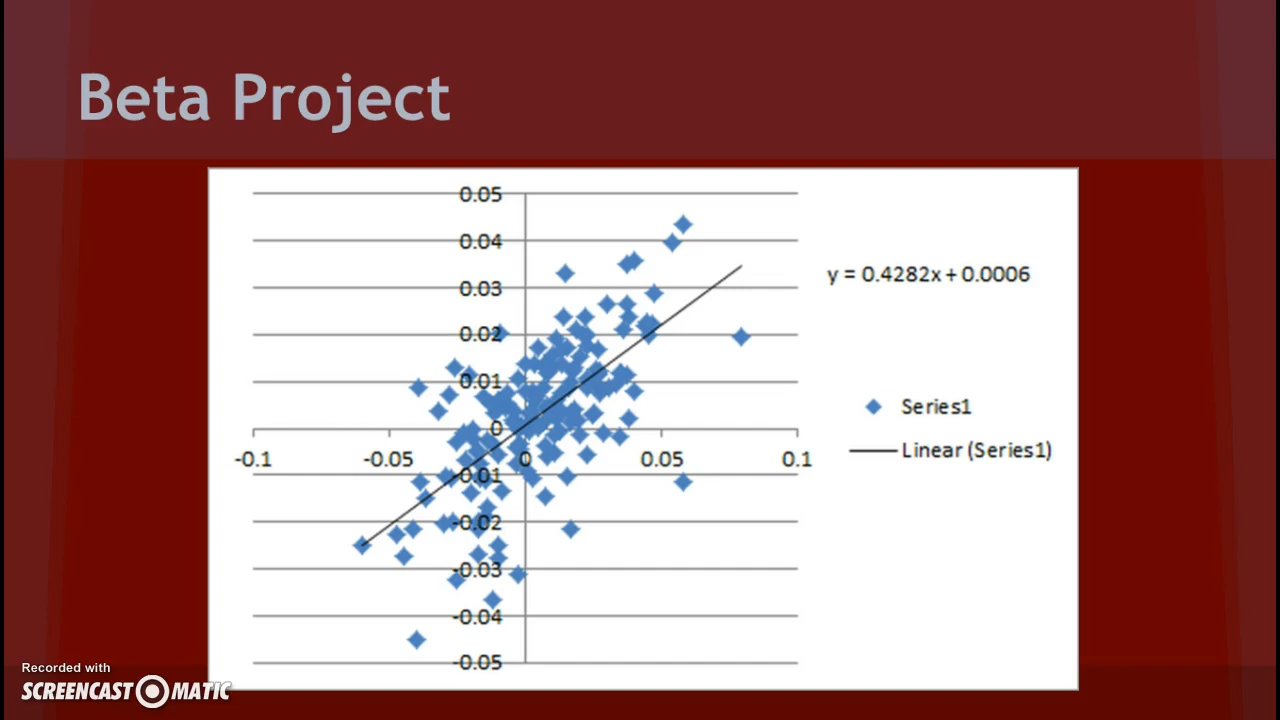 Beta Project
0.05
0.04
0.03
0.02
0.01
0
-0.1 -0.05 0 0.05 0.1
-0.01
-0.02
-0.03
-0.04
-0.05
y = 0.4282x + 0.0006
Series1
Linear (Series1)
Recorded with
SCREENCAST O MATIC